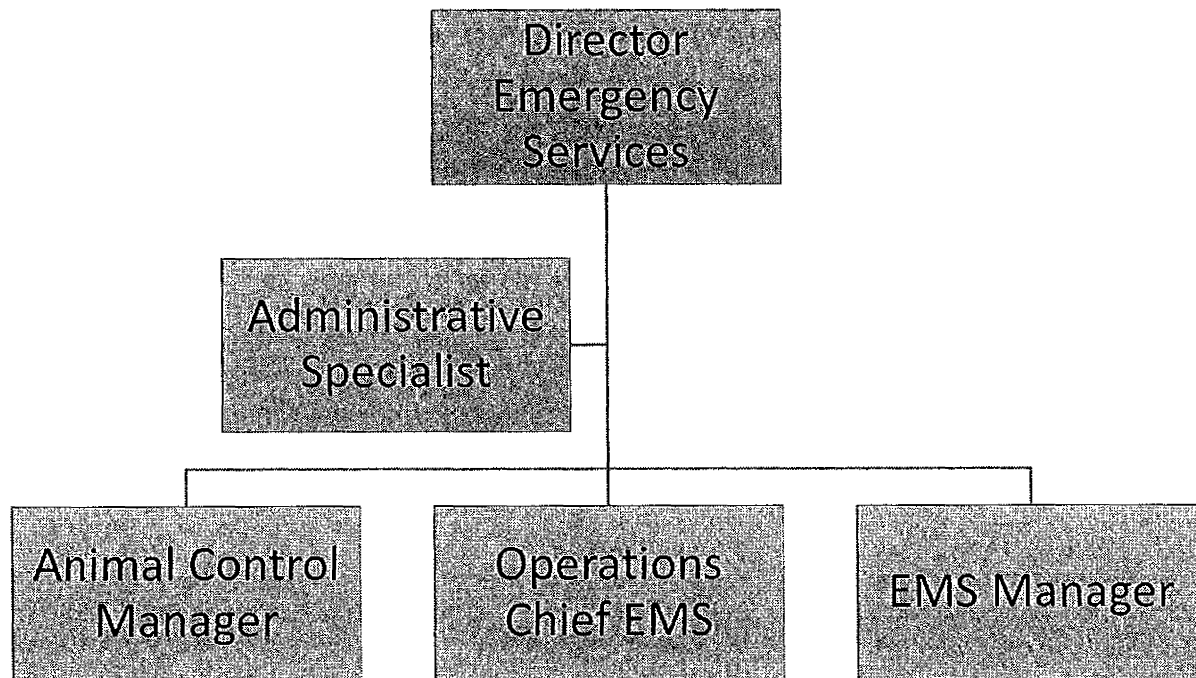 Director
Emergency
Services
Administrative
Specialist
Animal Control
Manager
Operations
Chief EMS
EMS Manager